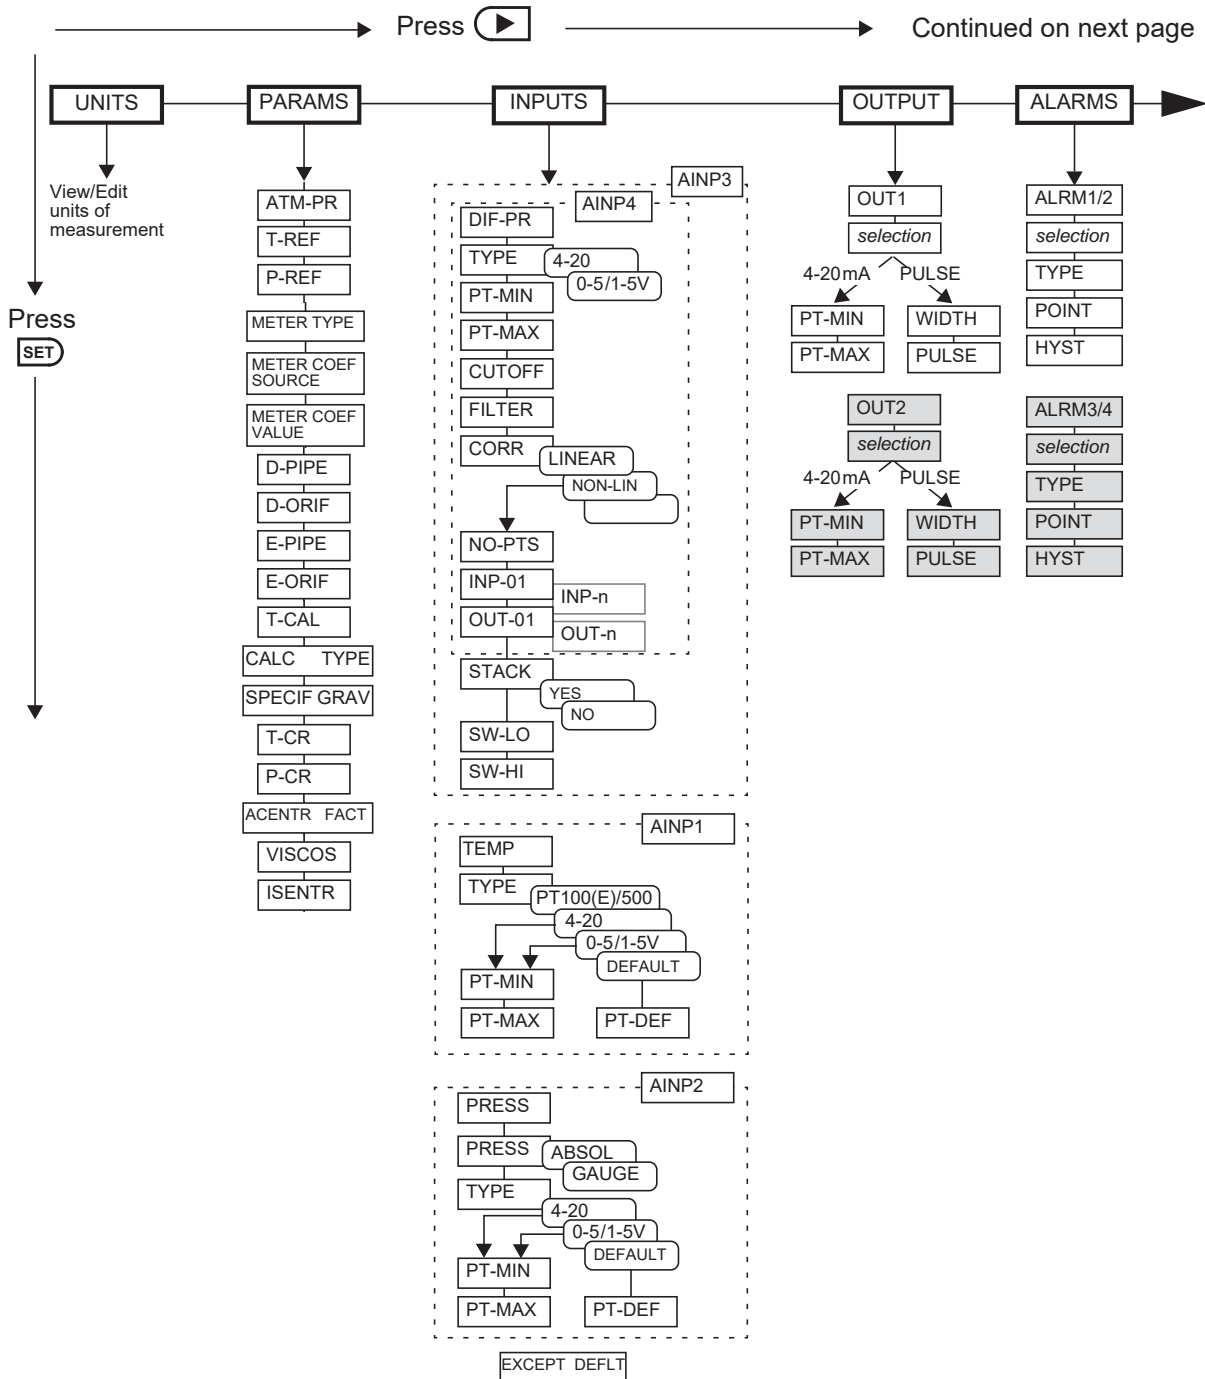 Press
Continued on next page
UNITS
PARAMS
INPUTS
OUTPUT
ALARMS
Press
SET
View/Edit
units of
measurement
ATM-PR
T-REF
P-REF
METER TYPE
METER COEF
SOURCE
METER COEF
VALUE
D-PIPE
D-ORIF
E-PIPE
E-ORIF
T-CAL
CALC TYPE
SPECIF GRAV
T-CR
P-CR
ACENTR FACT
VISCOS
ISENTR
AINP3
AINP4
DIF-PR
TYPE
4-20
0-5/1-5V
PT-MIN
PT-MAX
CUTOFF
FILTER
CORR
LINEAR
NON-LIN
NO-PTS
INP-01
INP-n
OUT-01
OUT-n
STACK
YES
NO
SW-LO
SW-HI
AINP1
TEMP
TYPE
PT100(E)/500
4-20
0-5/1-5V
DEFAULT
PT-MIN
PT-MAX
PT-DEF
AINP2
PRESS
PRESS
ABSOL
GAUGE
TYPE
4-20
0-5/1-5V
DEFAULT
PT-MIN
PT-MAX
PT-DEF
EXCEPT DEFLT
OUT1
selection
4-20mA PULSE
PT-MIN
WIDTH
PT-MAX
PULSE
OUT2
selection
4-20mA PULSE
PT-MIN
WIDTH
PT-MAX
PULSE
ALRM1/2
selection
TYPE
POINT
HYST
ALRM3/4
selection
TYPE
POINT
HYST